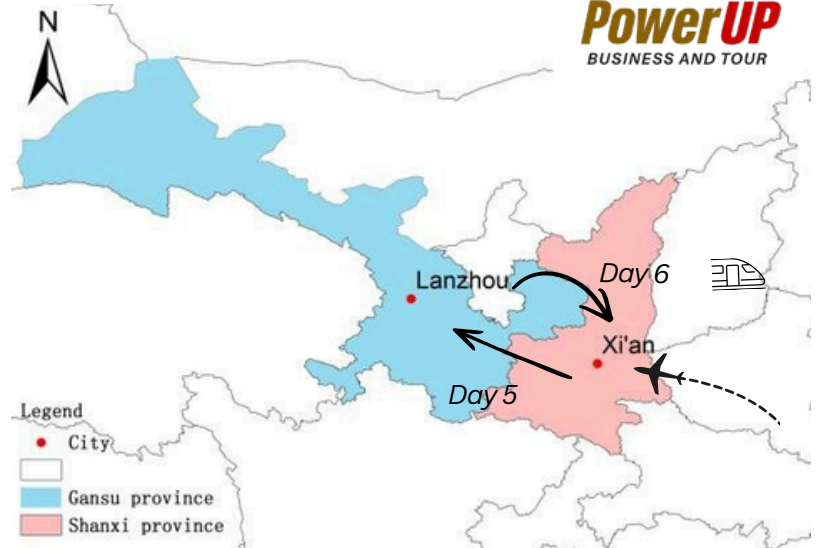 N
PowerUP
BUSINESS AND TOUR
Lanzhou
Day 6
Xi'an
Day 5
Legend
City
Gansu province
Shanxi province